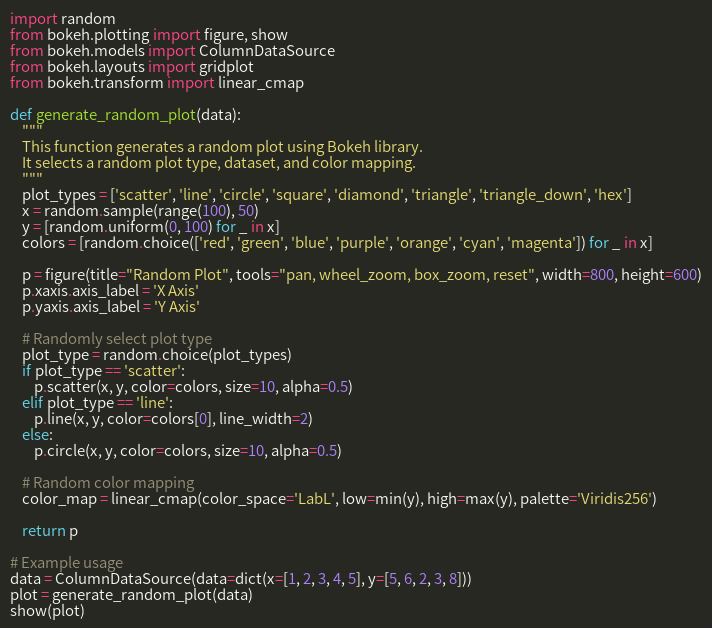 import random
from bokeh.plotting import figure, show
from bokeh.models import ColumnDataSource
from bokeh.layouts import gridplot
from bokeh.transform import linear_cmap

def generate_random_plot(data):
    """
    This function generates a random plot using Bokeh library.
    It selects a random plot type, dataset, and color mapping.
    """
    plot_types = ['scatter', 'line', 'circle', 'square', 'diamond', 'triangle', 'triangle_down', 'hex']
    x = random.sample(range(100), 50)
    y = [random.uniform(0, 100) for _ in x]
    colors = [random.choice(['red', 'green', 'blue', 'purple', 'orange', 'cyan', 'magenta']) for _ in x]

    p = figure(title="Random Plot", tools="pan, wheel_zoom, box_zoom, reset", width=800, height=600)
    p.xaxis.axis_label = 'X Axis'
    p.yaxis.axis_label = 'Y Axis'

    # Randomly select plot type
    plot_type = random.choice(plot_types)
    if plot_type == 'scatter':
        p.scatter(x, y, color=colors, size=10, alpha=0.5)
    elif plot_type == 'line':
        p.line(x, y, color=colors[0], line_width=2)
    else:
        p.circle(x, y, color=colors, size=10, alpha=0.5)

    # Random color mapping
    color_map = linear_cmap(color_space='LabL', low=min(y), high=max(y), palette='Viridis256')

    return p

# Example usage
data = ColumnDataSource(data=dict(x=[1, 2, 3, 4, 5], y=[5, 6, 2, 3, 8]))
plot = generate_random_plot(data)
show(plot)